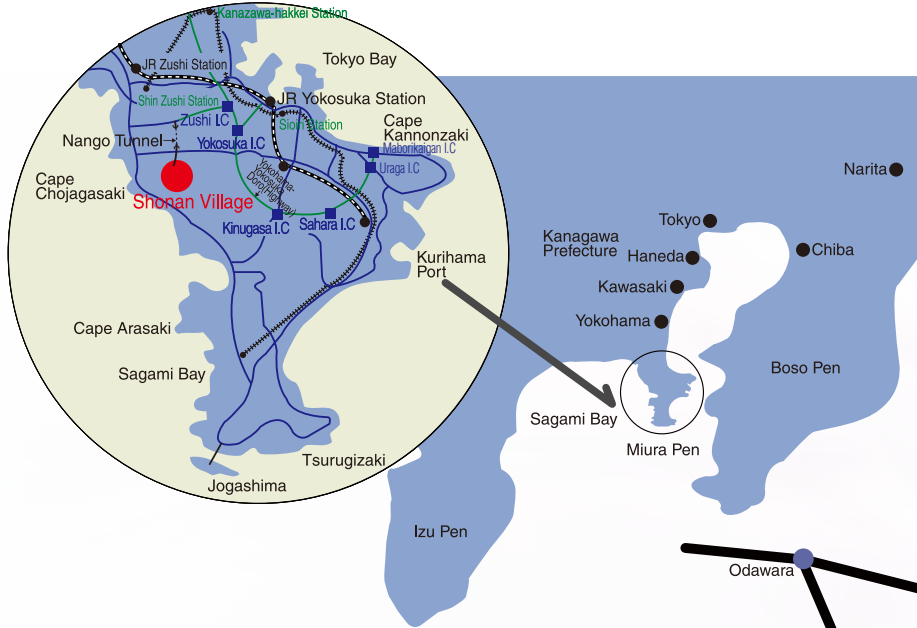 Kanazawa-hakkei Station
Tokyo Bay
JR Zushi Station
Shin Zushi Station
JR Yokosuka Station
Zushi I.C
Sioin Station
Cape
Kannonzaki
Nango Tunnel
Yokosuka I.C
Maborikaigan I.C
Uraga I.C
Cape
Chojagasaki
Yokohama-
Yokosuka
Doro(Highway)
Shonan Village
Kinugasa I.C
Sahara I.C
Kurihama
Port
Cape Arasaki
Sagami Bay
Tsurugizaki
Jogashima
Narita
Tokyo
Kanagawa
Prefecture
Haneda
Chiba
Kawasaki
Yokohama
Boso Pen
Sagami Bay
Miura Pen
Izu Pen
Odawara